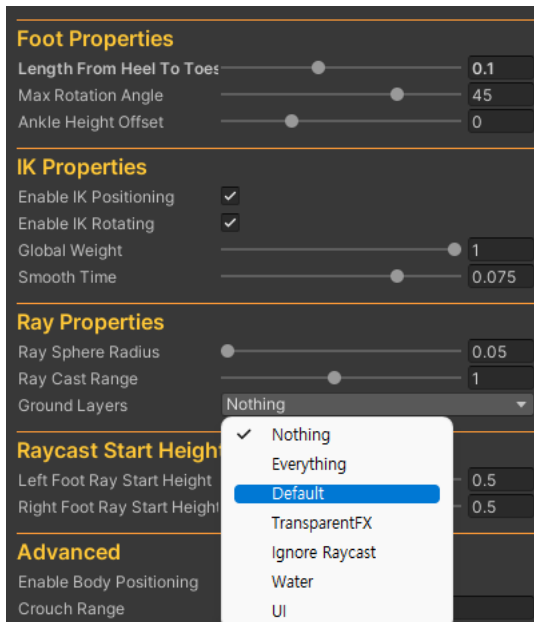 Foot Properties
Length From Heel To Toes 0.1
Max Rotation Angle 45
Ankle Height Offset 0
IK Properties
Enable IK Positioning
Enable IK Rotating
Global Weight 1
Smooth Time 0.075
Ray Properties
Ray Sphere Radius 0.05
Ray Cast Range 1
Ground Layers Nothing
Nothing
Everything
Default
TransparentFX
Ignore Raycast
Water
UI
Raycast Start Height
Left Foot Ray Start Height 0.5
Right Foot Ray Start Height 0.5
Advanced
Enable Body Positioning
Crouch Range